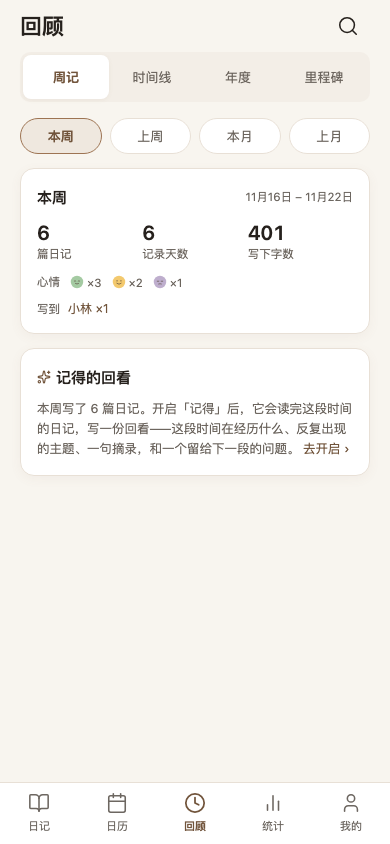 回顾
周记 时间线 年度 里程碑
本周 上周 本月 上月
本周 11月16日 – 11月22日
6 6 401
篇日记 记录天数 写下字数
心情 ×3 ×2 ×1
写到 小林 ×1
记得的回看
本周写了 6 篇日记。开启「记得」后，它会读完这段时间
的日记，写一份回看——这段时间在经历什么、反复出现
的主题、一句摘录，和一个留给下一段的问题。 去开启 ›
日记 日历 回顾 统计 我的